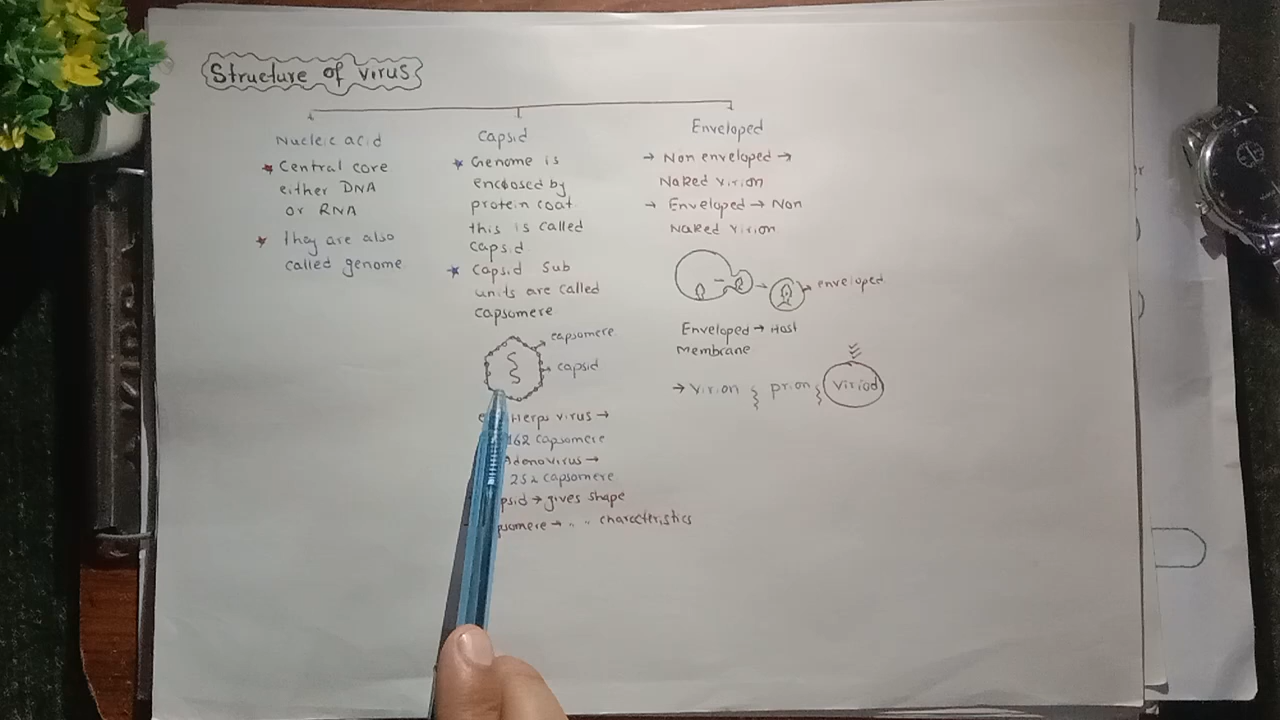 Structure of virus
Nucleic acid
★ Central core
either DNA
or RNA
★ They are also
called genome
Capsid
★ Genome is
enclosed by
protein coat
this is called
capsid
★ Capsid Sub
units are called
capsomere
capsomere
capsid
Herps virus →
162 capsomere
Adenovirus →
252 capsomere
psid → gives shape
psomere → " " characteristics
Enveloped
→ Non enveloped →
Naked virion
→ Enveloped → Non
Naked virion
enveloped
Enveloped → Host
Membrane
→ Virion } prion } Viriod